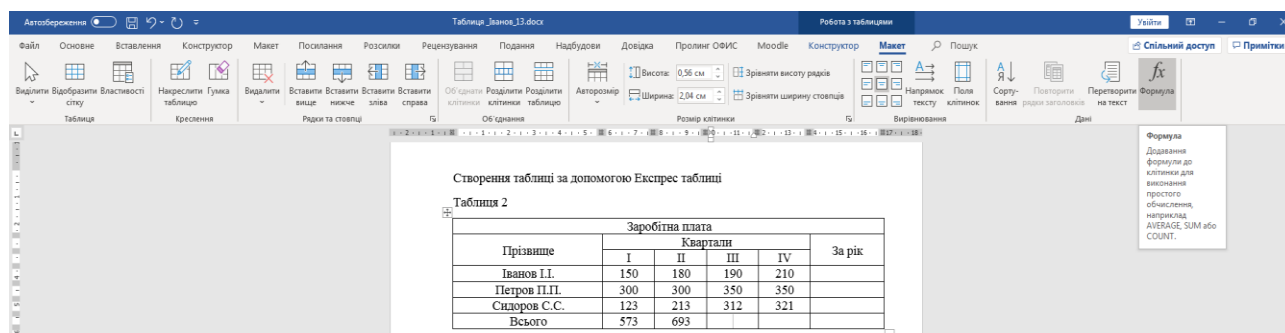 Автозбереження
Таблиця _Іванов_13.docx
Робота з таблицями
Увійти
Файл Основне Вставлення Конструктор Макет Посилання Розсилки Рецензування Подання Надбудови Довідка Пролинг ОФИС Moodle Конструктор Макет Пошук Спільний доступ Примітки
Виділити Відобразити сітку Властивості
Накреслити таблицю Гумка
Видалити Вставити вище Вставити нижче Вставити зліва Вставити справа
Об'єднати клітинки Розділити клітинки Розділити таблицю
Авторозмір
Висота: 0,56 см Зрівняти висоту рядків
Ширина: 2,04 см Зрівняти ширину стовпців
Напрямок тексту Поля клітинок
Сорту-вання Повторити рядки заголовків Перетворити на текст Формула
Таблиця Креслення Рядки та стовпці Об'єднання Розмір клітинки Вирівнювання Дані
Формула
Додавання
формули до
клітинки для
виконання
простого
обчислення,
наприклад
AVERAGE, SUM або
COUNT.
Створення таблиці за допомогою Експрес таблиці
Таблиця 2
Заробітна плата
Прізвище Квартали За рік
I II III IV
Іванов І.І. 150 180 190 210
Петров П.П. 300 300 350 350
Сидоров С.С. 123 213 312 321
Всього 573 693